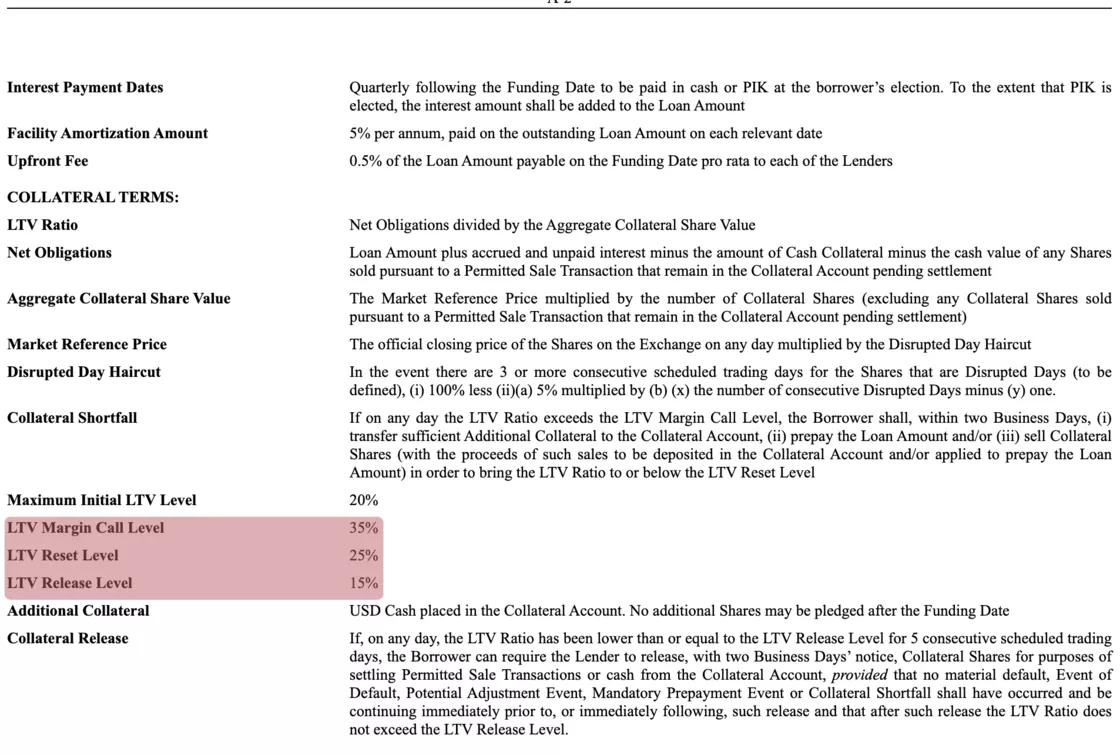 A-2
Interest Payment Dates Quarterly following the Funding Date to be paid in cash or PIK at the borrower’s election. To the extent that PIK is
elected, the interest amount shall be added to the Loan Amount
Facility Amortization Amount 5% per annum, paid on the outstanding Loan Amount on each relevant date
Upfront Fee 0.5% of the Loan Amount payable on the Funding Date pro rata to each of the Lenders
COLLATERAL TERMS:
LTV Ratio Net Obligations divided by the Aggregate Collateral Share Value
Net Obligations Loan Amount plus accrued and unpaid interest minus the amount of Cash Collateral minus the cash value of any Shares
sold pursuant to a Permitted Sale Transaction that remain in the Collateral Account pending settlement
Aggregate Collateral Share Value The Market Reference Price multiplied by the number of Collateral Shares (excluding any Collateral Shares sold
pursuant to a Permitted Sale Transaction that remain in the Collateral Account pending settlement)
Market Reference Price The official closing price of the Shares on the Exchange on any day multiplied by the Disrupted Day Haircut
Disrupted Day Haircut In the event there are 3 or more consecutive scheduled trading days for the Shares that are Disrupted Days (to be
defined), (i) 100% less (ii)(a) 5% multiplied by (b) (x) the number of consecutive Disrupted Days minus (y) one.
Collateral Shortfall If on any day the LTV Ratio exceeds the LTV Margin Call Level, the Borrower shall, within two Business Days, (i)
transfer sufficient Additional Collateral to the Collateral Account, (ii) prepay the Loan Amount and/or (iii) sell Collateral
Shares (with the proceeds of such sales to be deposited in the Collateral Account and/or applied to prepay the Loan
Amount) in order to bring the LTV Ratio to or below the LTV Reset Level
Maximum Initial LTV Level 20%
LTV Margin Call Level 35%
LTV Reset Level 25%
LTV Release Level 15%
Additional Collateral USD Cash placed in the Collateral Account. No additional Shares may be pledged after the Funding Date
Collateral Release If, on any day, the LTV Ratio has been lower than or equal to the LTV Release Level for 5 consecutive scheduled trading
days, the Borrower can require the Lender to release, with two Business Days’ notice, Collateral Shares for purposes of
settling Permitted Sale Transactions or cash from the Collateral Account, provided that no material default, Event of
Default, Potential Adjustment Event, Mandatory Prepayment Event or Collateral Shortfall shall have occurred and be
continuing immediately prior to, or immediately following, such release and that after such release the LTV Ratio does
not exceed the LTV Release Level.